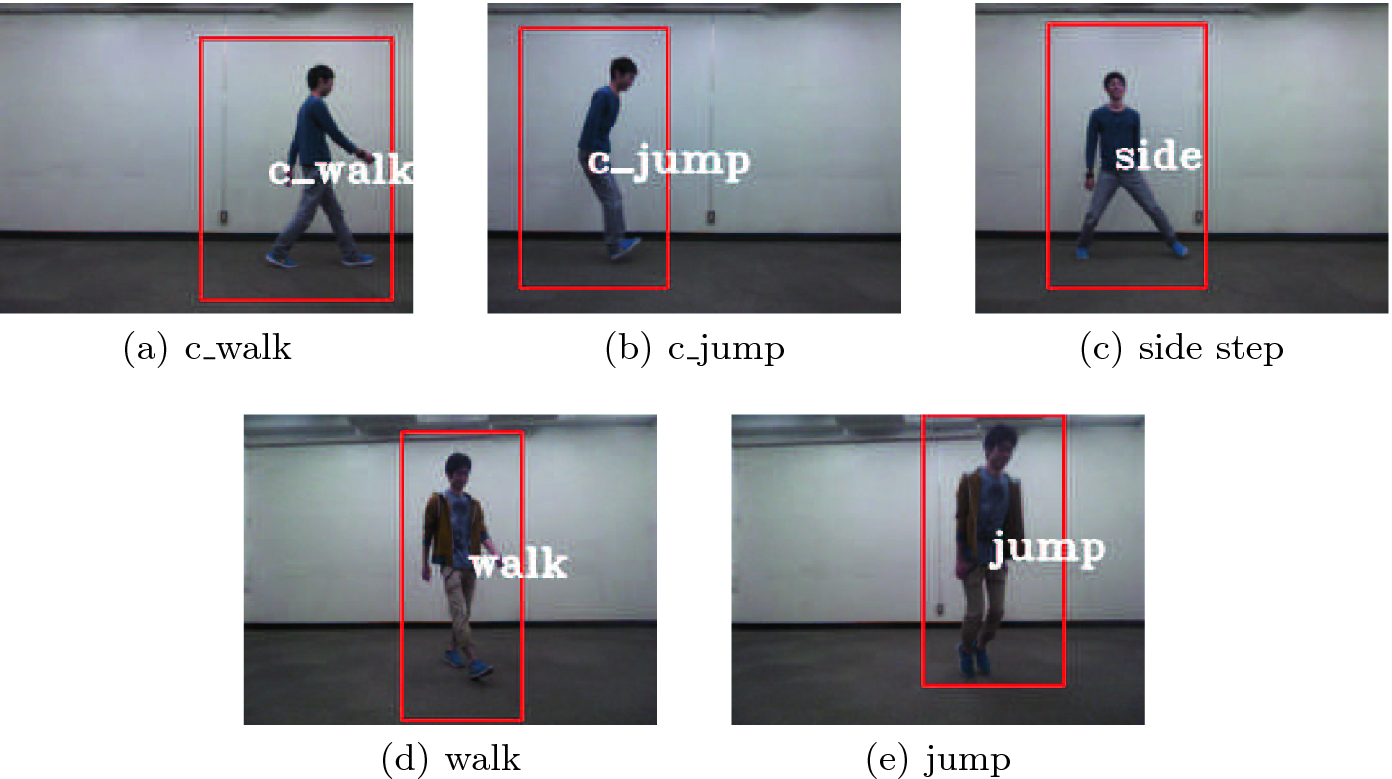 c_walk
c_jump
side
(a) c_walk
(b) c_jump
(c) side step
walk
jump
(d) walk
(e) jump